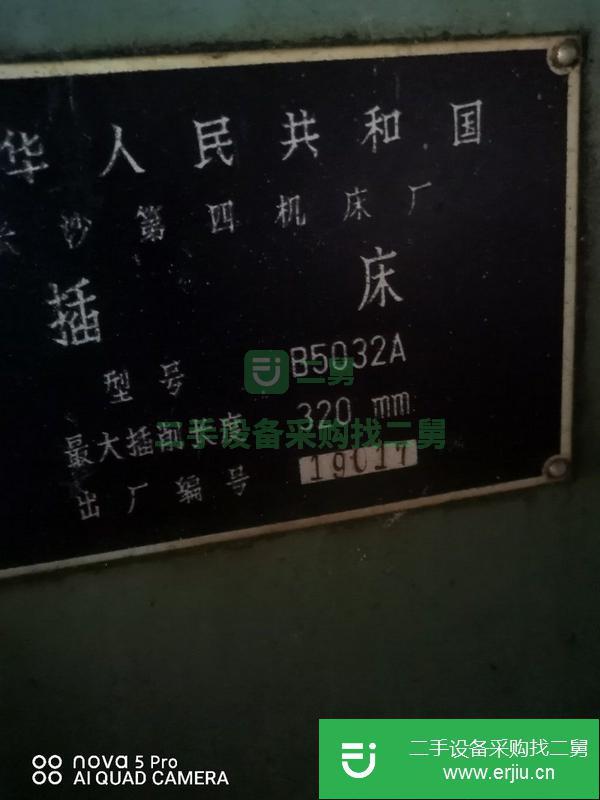 华人民共和国
长沙第四机床厂
插床
型号 B5032A
最大插削长度 320 mm
出厂编号 19017
二舅
二手设备采购找二舅
nova 5 Pro
AI QUAD CAMERA
二手设备采购找二舅
www.erjiu.cn